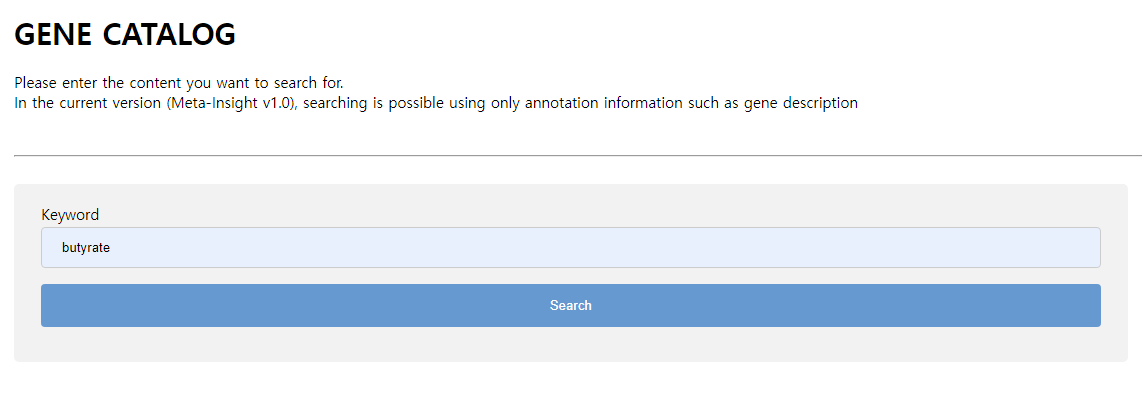 GENE CATALOG
Please enter the content you want to search for.
In the current version (Meta-Insight v1.0), searching is possible using only annotation information such as gene description
Keyword
butyrate
Search